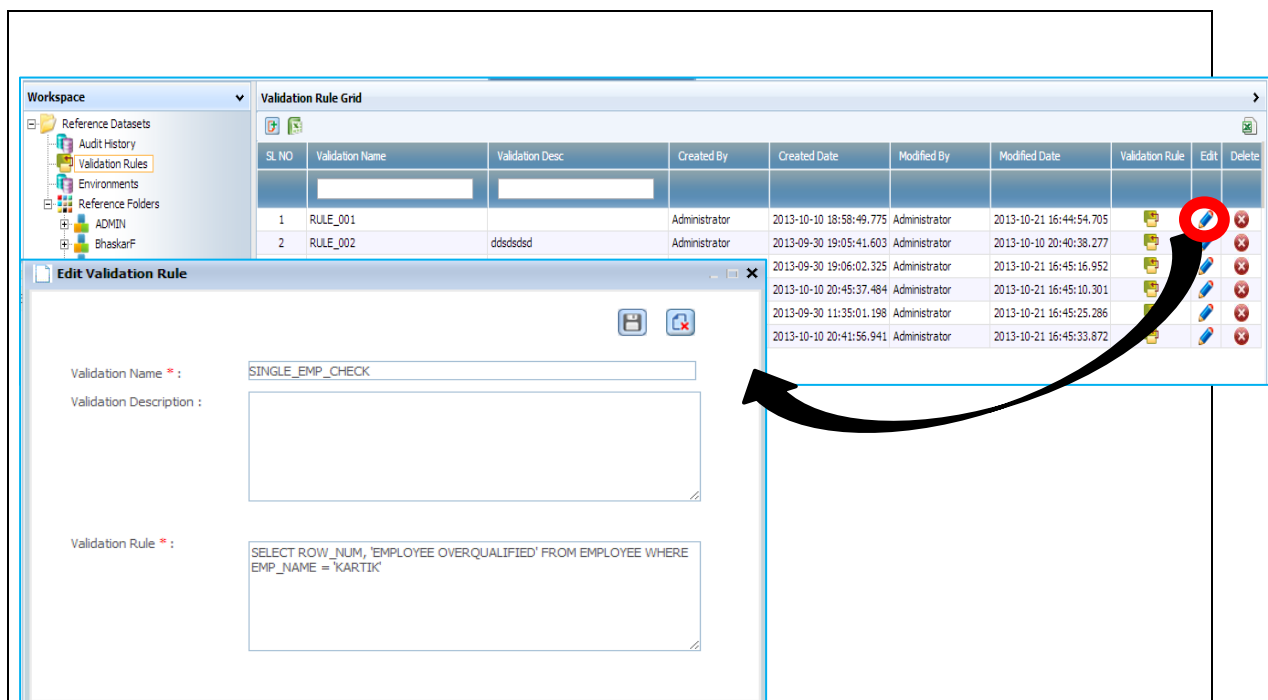 Workspace
Validation Rule Grid
Reference Datasets
Audit History
Validation Rules
Environments
Reference Folders
ADMIN
BhaskarF
SL NO Validation Name Validation Desc Created By Created Date Modified By Modified Date Validation Rule Edit Delete
1 RULE_001 Administrator 2013-10-10 18:58:49.775 Administrator 2013-10-21 16:44:54.705
2 RULE_002 ddsdsdsd Administrator 2013-09-30 19:05:41.603 Administrator 2013-10-10 20:40:38.277
2013-09-30 19:06:02.325 Administrator 2013-10-21 16:45:16.952
2013-10-10 20:45:37.484 Administrator 2013-10-21 16:45:10.301
2013-09-30 11:35:01.198 Administrator 2013-10-21 16:45:25.286
2013-10-10 20:41:56.941 Administrator 2013-10-21 16:45:33.872
Edit Validation Rule
Validation Name * : SINGLE_EMP_CHECK
Validation Description :
Validation Rule * :
SELECT ROW_NUM, 'EMPLOYEE OVERQUALIFIED' FROM EMPLOYEE WHERE
EMP_NAME = 'KARTIK'